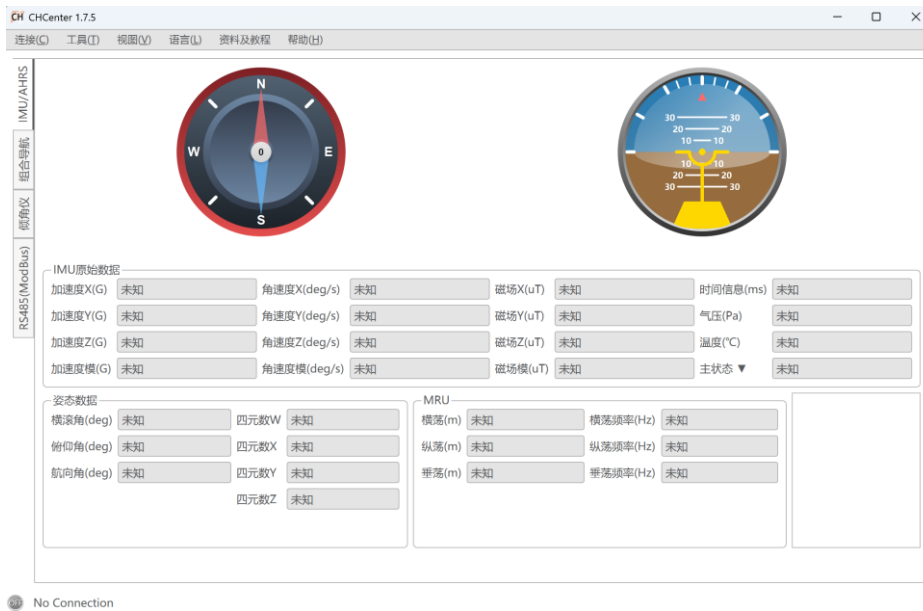 CH CHCenter 1.7.5
连接(C) 工具(T) 视图(V) 语言(L) 资料及教程 帮助(H)
IMU/AHRS
组合导航
倾角仪
RS485(ModBus)
N
W 0 E
S
30 30
20 20
10 10
10 10
20 20
30 30
IMU原始数据
加速度X(G) 未知 角速度X(deg/s) 未知 磁场X(uT) 未知 时间信息(ms) 未知
加速度Y(G) 未知 角速度Y(deg/s) 未知 磁场Y(uT) 未知 气压(Pa) 未知
加速度Z(G) 未知 角速度Z(deg/s) 未知 磁场Z(uT) 未知 温度(℃) 未知
加速度模(G) 未知 角速度模(deg/s) 未知 磁场模(uT) 未知 主状态 ▼ 未知
姿态数据
横滚角(deg) 未知 四元数W 未知
俯仰角(deg) 未知 四元数X 未知
航向角(deg) 未知 四元数Y 未知
四元数Z 未知
MRU
横荡(m) 未知 横荡频率(Hz) 未知
纵荡(m) 未知 纵荡频率(Hz) 未知
垂荡(m) 未知 垂荡频率(Hz) 未知
OFF No Connection